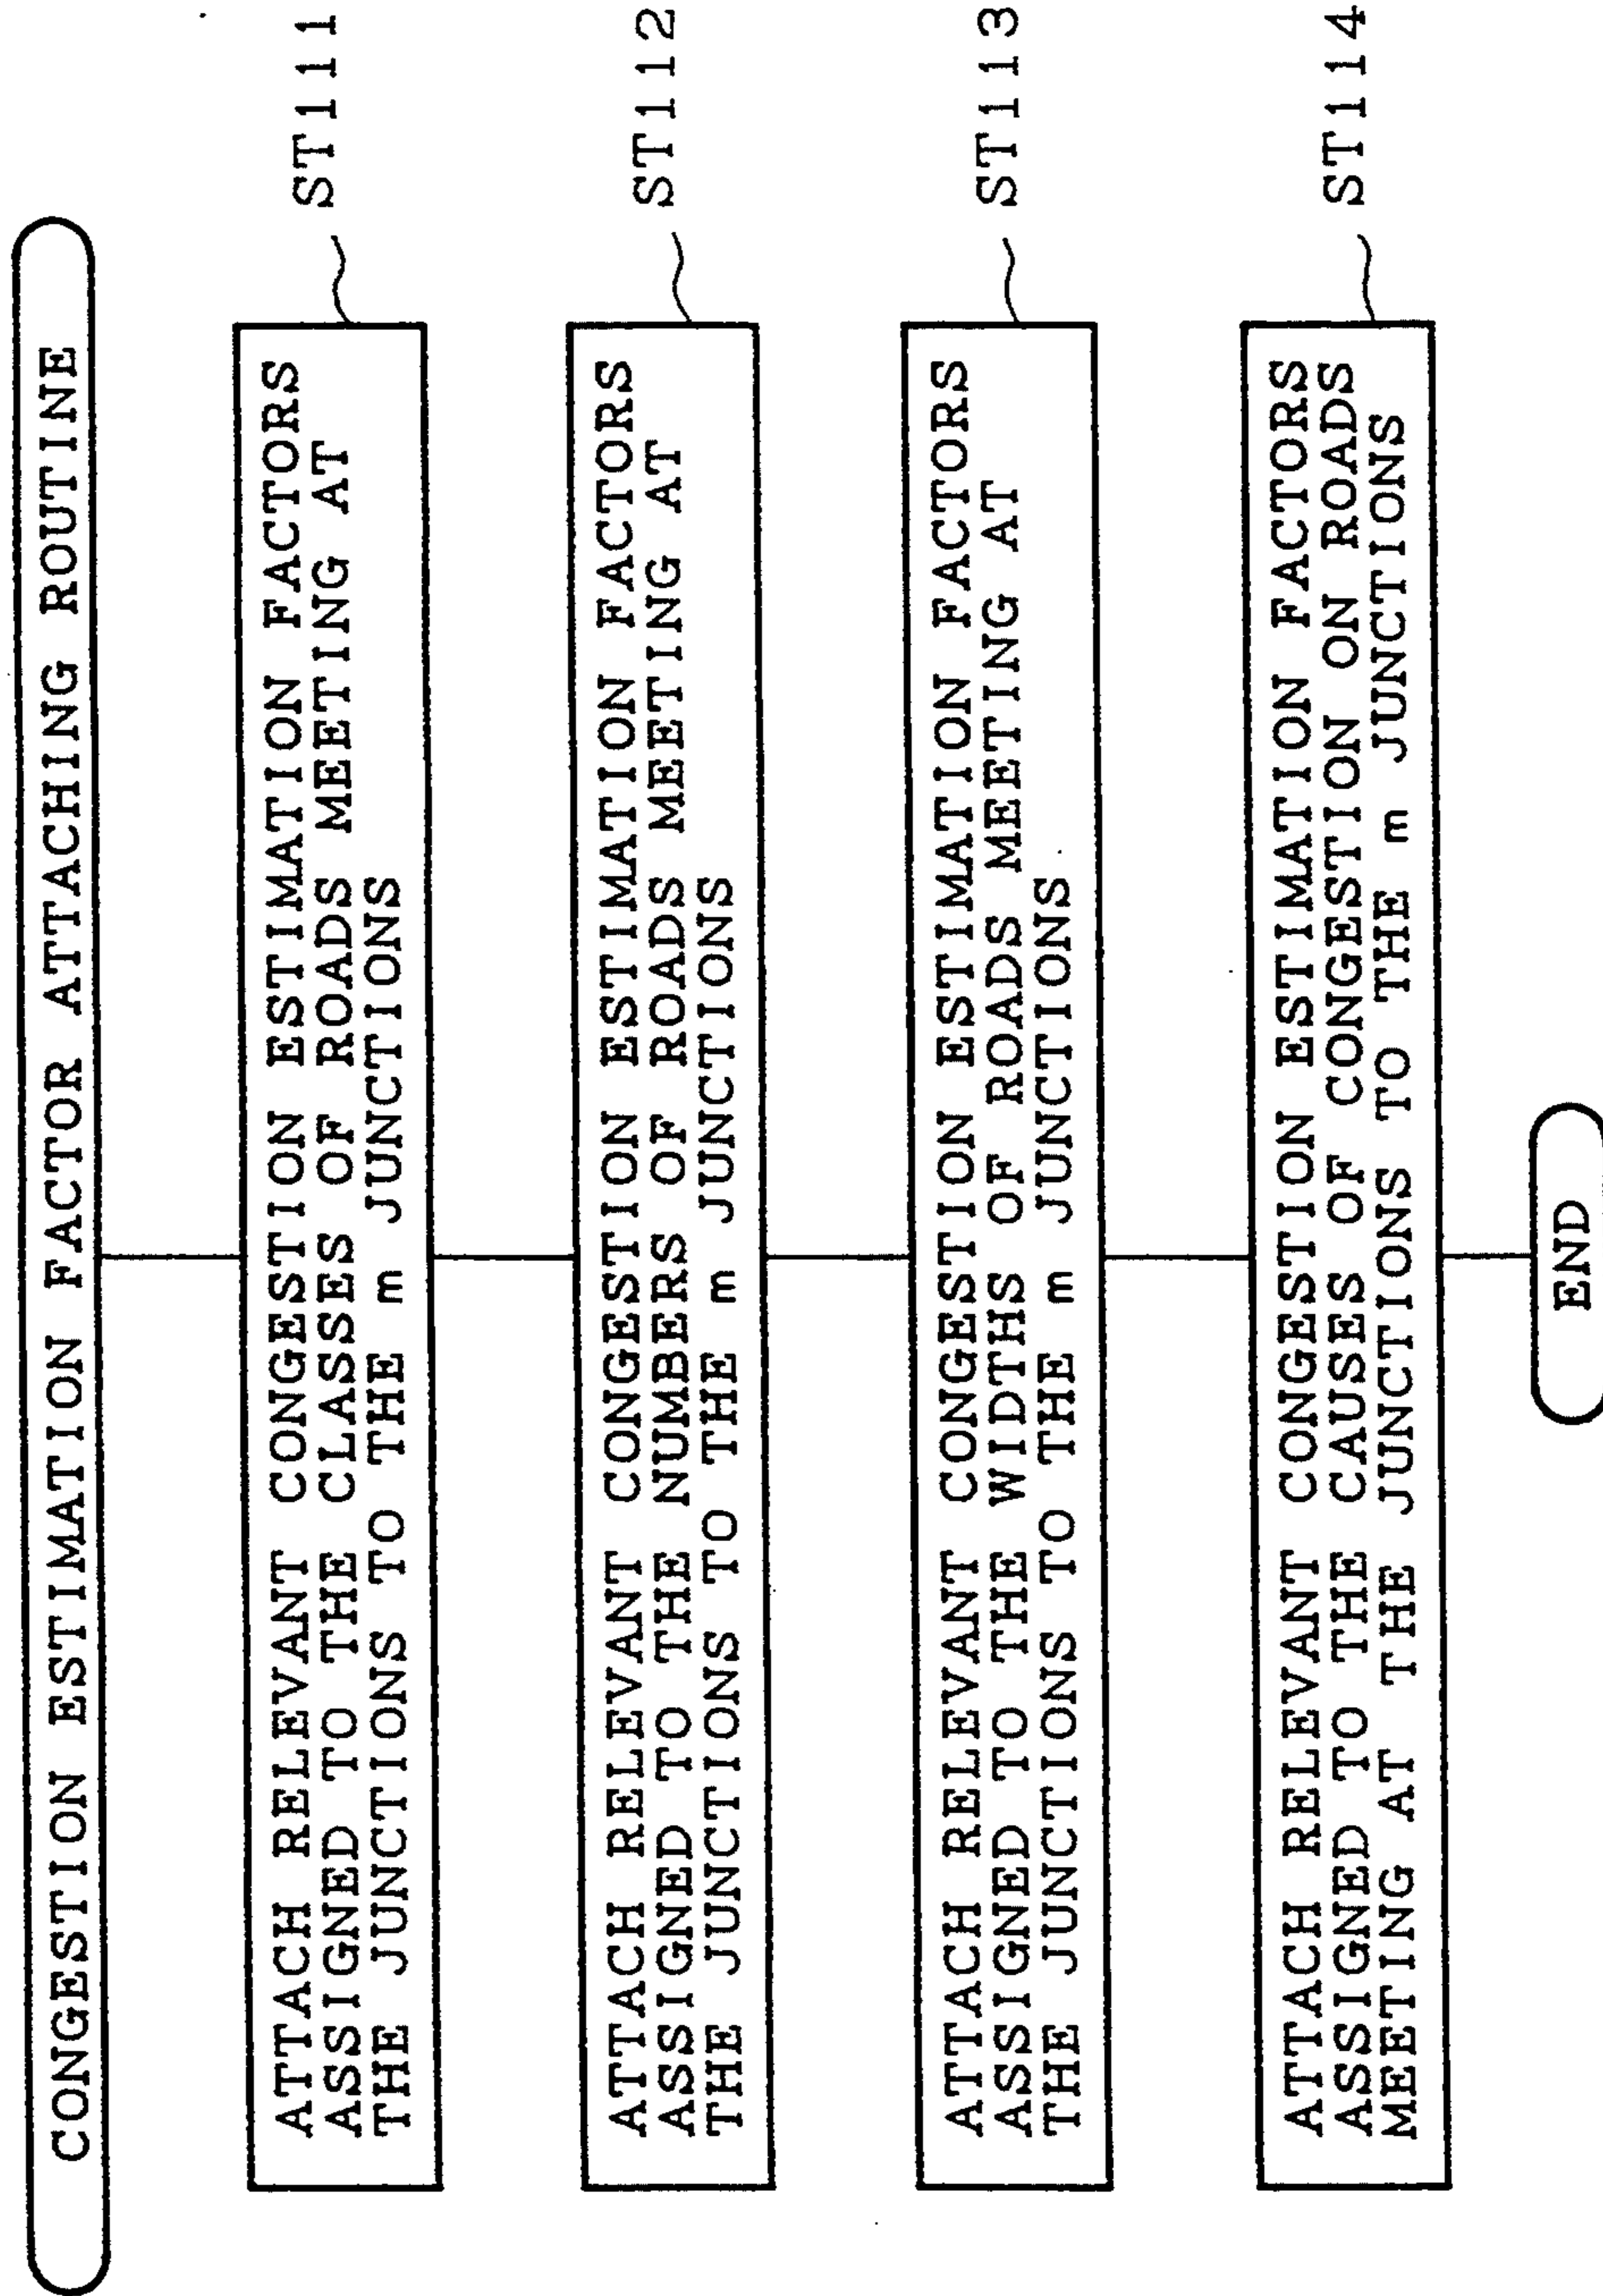 CONGESTION ESTIMATION FACTOR ATTACHING ROUTINE
ATTACH RELEVANT CONGESTION ESTIMATION FACTORS
ASSIGNED TO THE CLASSES OF ROADS MEETING AT
THE JUNCTIONS TO THE m JUNCTIONS
ST111
ATTACH RELEVANT CONGESTION ESTIMATION FACTORS
ASSIGNED TO THE NUMBERS OF ROADS MEETING AT
THE JUNCTIONS TO THE m JUNCTIONS
ST112
ATTACH RELEVANT CONGESTION ESTIMATION FACTORS
ASSIGNED TO THE WIDTHS OF ROADS MEETING AT
THE JUNCTIONS TO THE m JUNCTIONS
ST113
ATTACH RELEVANT CONGESTION ESTIMATION FACTORS
ASSIGNED TO THE CAUSES OF CONGESTION ON ROADS
MEETING AT THE JUNCTIONS TO THE m JUNCTIONS
ST114
END